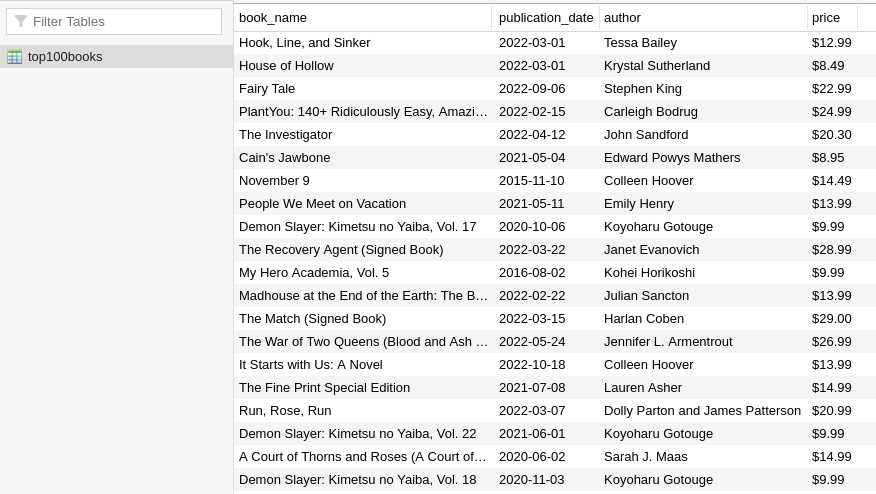 Filter Tables
top100books
book_name publication_date author price
Hook, Line, and Sinker 2022-03-01 Tessa Bailey $12.99
House of Hollow 2022-03-01 Krystal Sutherland $8.49
Fairy Tale 2022-09-06 Stephen King $22.99
PlantYou: 140+ Ridiculously Easy, Amazi… 2022-02-15 Carleigh Bodrug $24.99
The Investigator 2022-04-12 John Sandford $20.30
Cain's Jawbone 2021-05-04 Edward Powys Mathers $8.95
November 9 2015-11-10 Colleen Hoover $14.49
People We Meet on Vacation 2021-05-11 Emily Henry $13.99
Demon Slayer: Kimetsu no Yaiba, Vol. 17 2020-10-06 Koyoharu Gotouge $9.99
The Recovery Agent (Signed Book) 2022-03-22 Janet Evanovich $28.99
My Hero Academia, Vol. 5 2016-08-02 Kohei Horikoshi $9.99
Madhouse at the End of the Earth: The B… 2022-02-22 Julian Sancton $13.99
The Match (Signed Book) 2022-03-15 Harlan Coben $29.00
The War of Two Queens (Blood and Ash … 2022-05-24 Jennifer L. Armentrout $26.99
It Starts with Us: A Novel 2022-10-18 Colleen Hoover $13.99
The Fine Print Special Edition 2021-07-08 Lauren Asher $14.99
Run, Rose, Run 2022-03-07 Dolly Parton and James Patterson $20.99
Demon Slayer: Kimetsu no Yaiba, Vol. 22 2021-06-01 Koyoharu Gotouge $9.99
A Court of Thorns and Roses (A Court of… 2020-06-02 Sarah J. Maas $14.99
Demon Slayer: Kimetsu no Yaiba, Vol. 18 2020-11-03 Koyoharu Gotouge $9.99